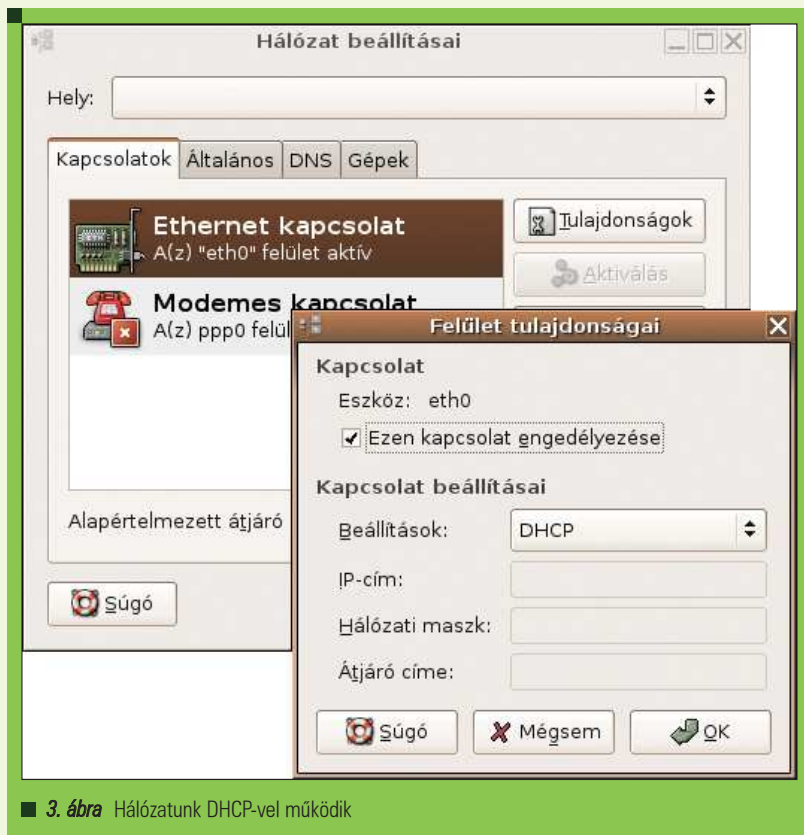 Hálózat beállításai
Hely:
Kapcsolatok Általános DNS Gépek
Ethernet kapcsolat
A(z) "eth0" felület aktív
Tulajdonságok
Aktiválás
Modemes kapcsolat
A(z) ppp0 felül
Alapértelmezett átjáró
Súgó
Felület tulajdonságai
Kapcsolat
Eszköz: eth0
Ezen kapcsolat engedélyezése
Kapcsolat beállításai
Beállítások: DHCP
IP-cím:
Hálózati maszk:
Átjáró címe:
Súgó Mégsem OK
3. ábra Hálózatunk DHCP-vel működik